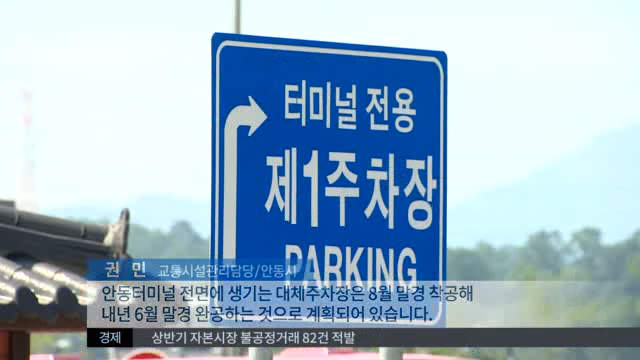 터미널 전용
제1주차장
PARKING
권 민 교통시설관리담당/안동시
안동터미널 전면에 생기는 대체주차장은 8월 말경 착공해
내년 6월 말경 완공하는 것으로 계획되어 있습니다.
경제 상반기 자본시장 불공정거래 82건 적발